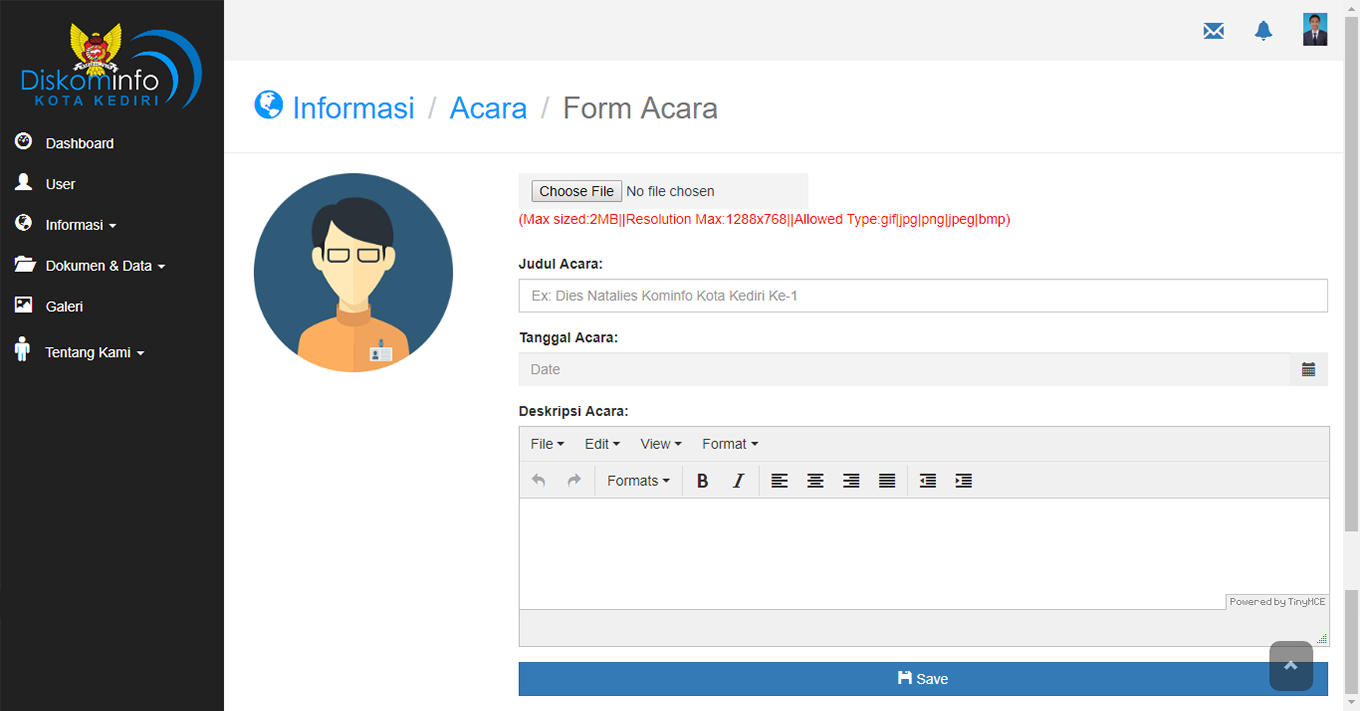 Diskominfo
KOTA KEDIRI
Dashboard
User
Informasi
Dokumen & Data
Galeri
Tentang Kami
Informasi / Acara / Form Acara
Choose File No file chosen
(Max sized:2MB||Resolution Max:1288x768||Allowed Type:gif|jpg|png|jpeg|bmp)
Judul Acara:
Ex: Dies Natalies Kominfo Kota Kediri Ke-1
Tanggal Acara:
Date
Deskripsi Acara:
File Edit View Format
Formats B I
Powered by TinyMCE
Save